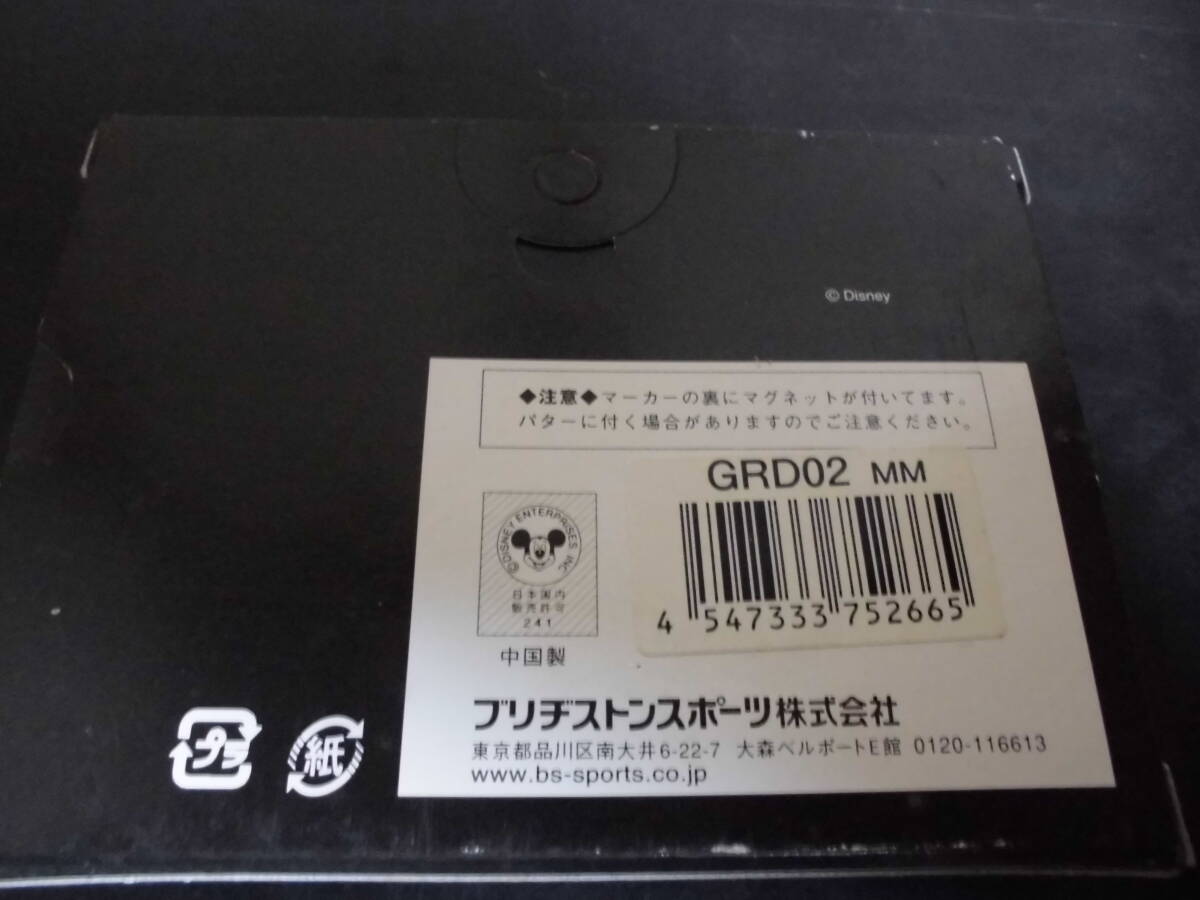 © Disney
◆注意◆マーカーの裏にマグネットが付いてます。
パターに付く場合がありますのでご注意ください。
GRD02 MM
©DISNEY ENTERPRISES INC
日本国内
販売許可
241
4 547333 752665
中国製
ブリヂストンスポーツ株式会社
東京都品川区南大井6-22-7 大森ベルポートE館 0120-116613
www.bs-sports.co.jp
プラ
紙